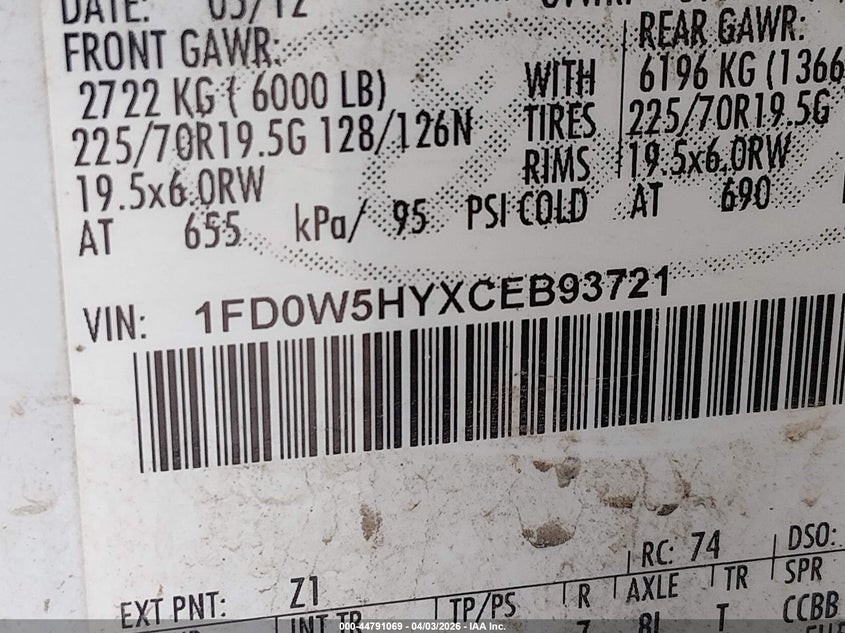 DATE: 05/12
FRONT GAWR: REAR GAWR:
2722 KG ( 6000 LB) WITH 6196 KG (1366
225/70R19.5G 128/126N TIRES 225/70R19.5G
19.5x6.0RW RIMS 19.5x6.0RW
AT 655 kPa/ 95 PSI COLD AT 690
VIN: 1FD0W5HYXCEB93721
RC: 74 DSO:
EXT PNT: Z1 AXLE TR SPR
INT TR TP/PS R T CCBB
000-44791069 - 04/03/2026 - IAA Inc.